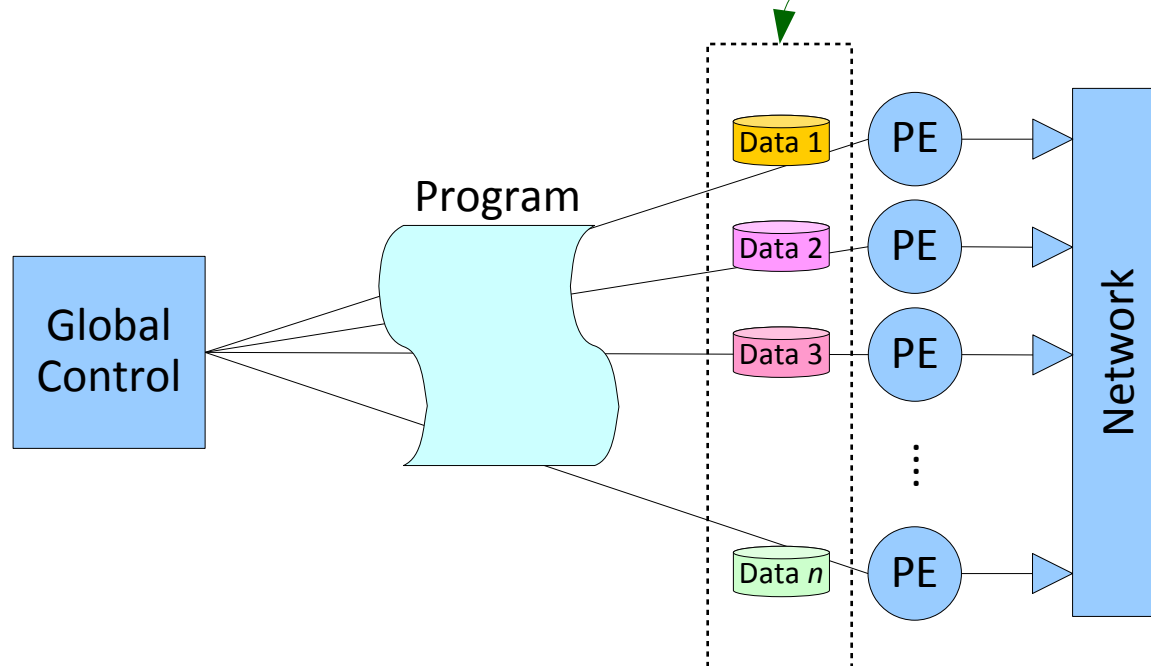 Program
Global
Control
Data 1
PE
Data 2
PE
Data 3
PE
⋮
Data n
PE
Network